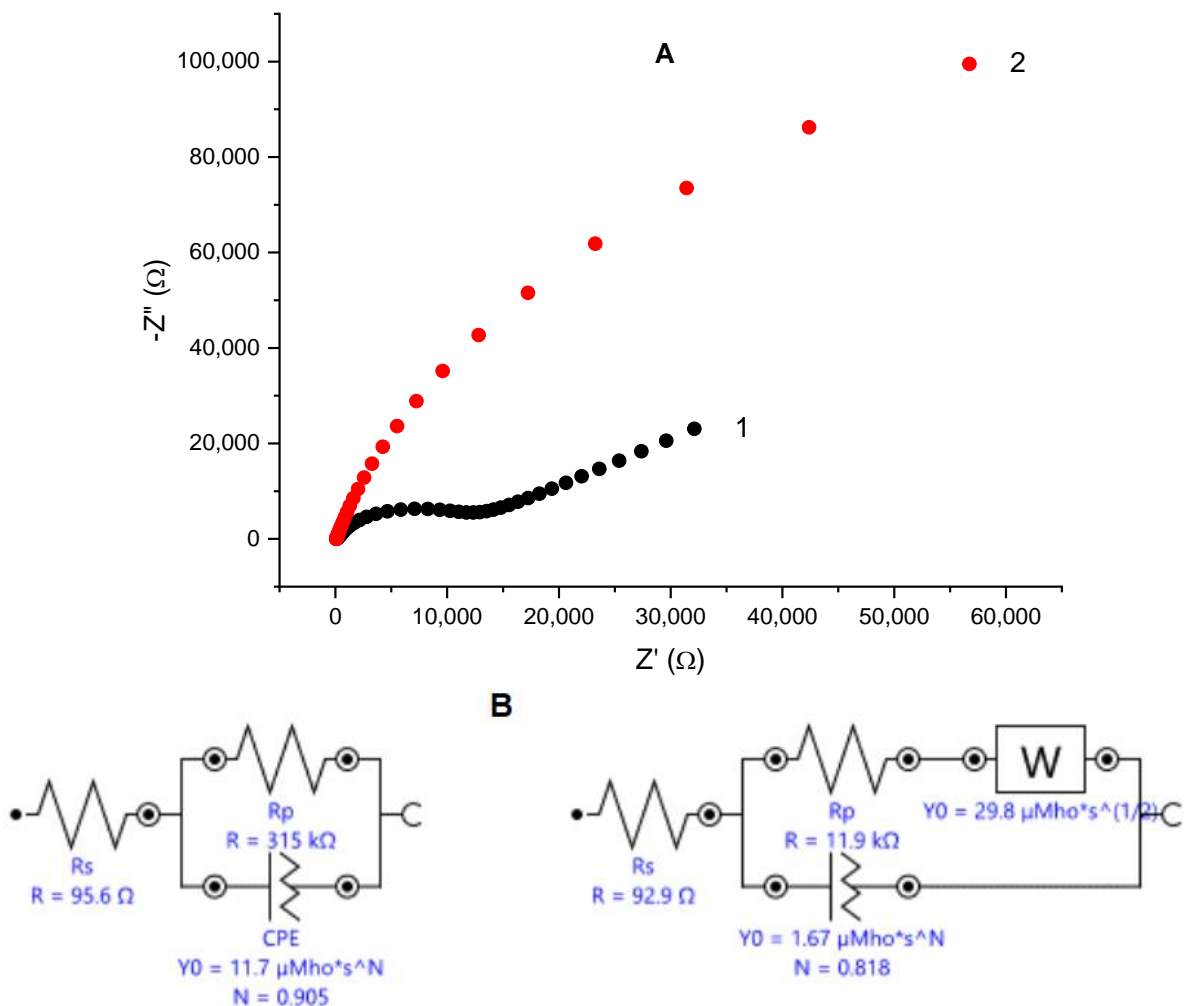 A
100,000
80,000
60,000
40,000
20,000
0
-Z" (Ω)
2
1
0
10,000
20,000
30,000
40,000
50,000
60,000
Z' (Ω)
B
Rs
R = 95.6 Ω
Rp
R = 315 kΩ
CPE
Y0 = 11.7 µMho*s^N
N = 0.905
Rs
R = 92.9 Ω
Rp
R = 11.9 kΩ
W
Y0 = 29.8 µMho*s^(1/2)
Y0 = 1.67 µMho*s^N
N = 0.818